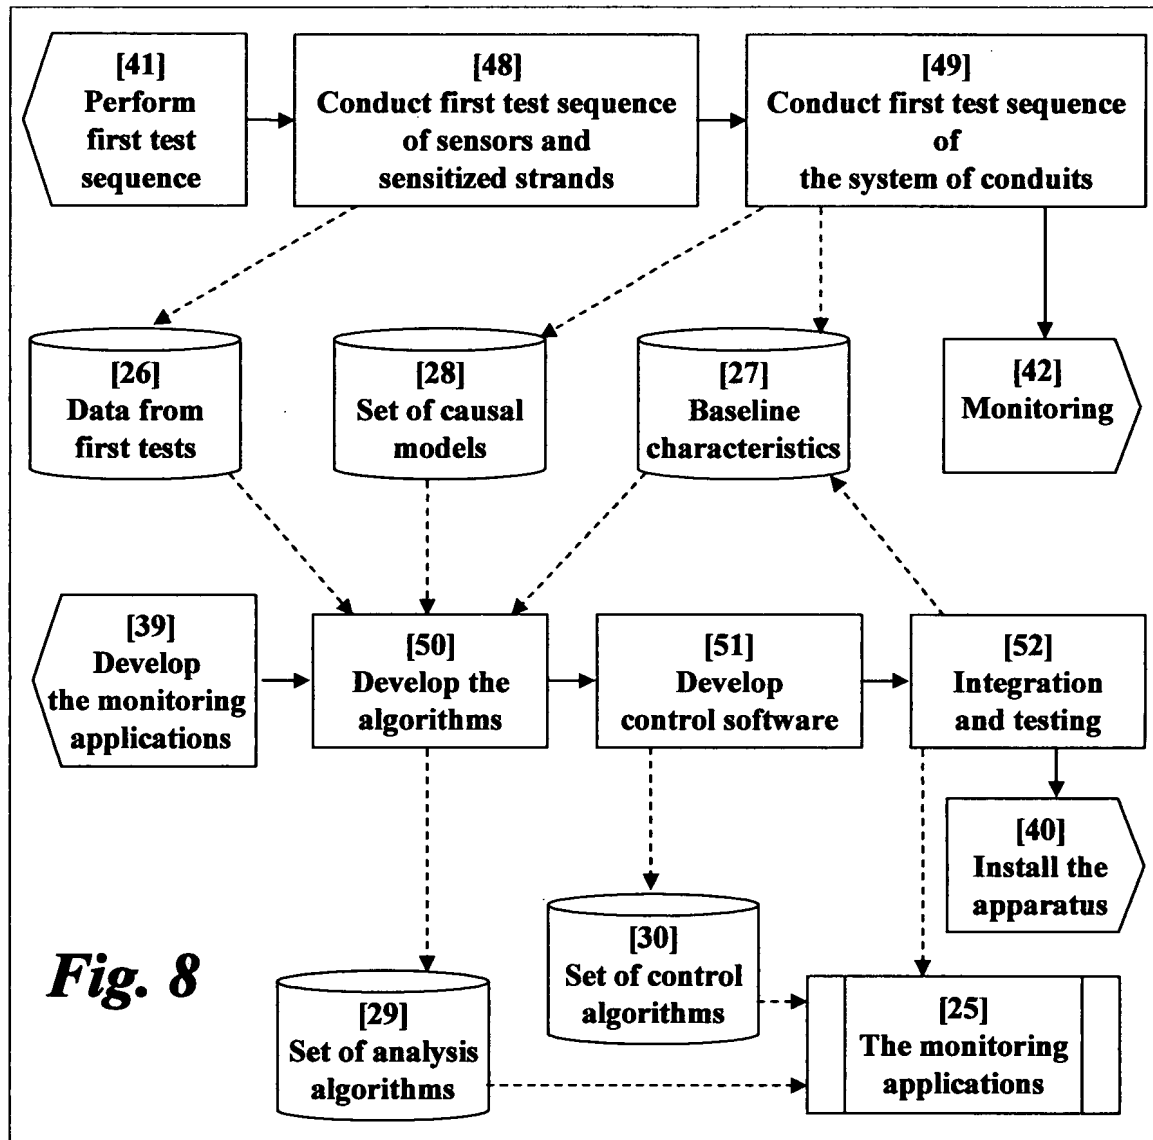 [41]
Perform
first test
sequence
[48]
Conduct first test sequence
of sensors and
sensitized strands
[49]
Conduct first test sequence
of
the system of conduits
[26]
Data from
first tests
[28]
Set of causal
models
[27]
Baseline
characteristics
[42]
Monitoring
[39]
Develop
the monitoring
applications
[50]
Develop the
algorithms
[51]
Develop
control software
[52]
Integration
and testing
[40]
Install the
apparatus
[30]
Set of control
algorithms
Fig. 8
[29]
Set of analysis
algorithms
[25]
The monitoring
applications